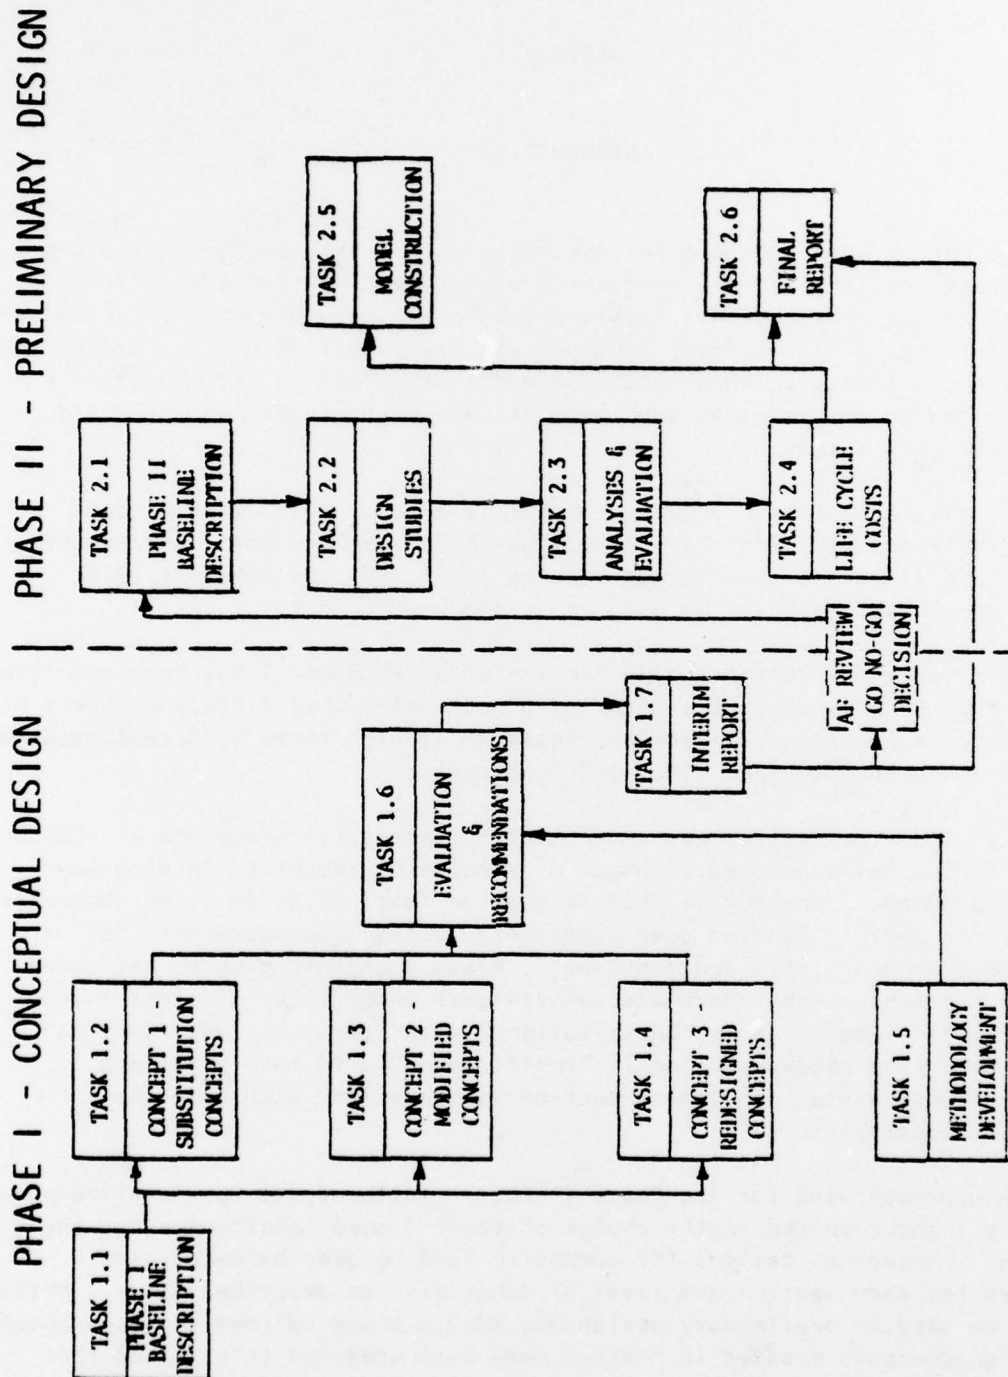 PHASE I - CONCEPTUAL DESIGN
TASK 1.1
PHASE I
BASELINE
DESCRIPTION
TASK 1.2
CONCEPT 1
SUBSTITUTION
CONCEPTS
TASK 1.3
CONCEPT 2 -
MODIFIED
CONCEPTS
TASK 1.4
CONCEPT 3 -
REDESIGNED
CONCEPTS
TASK 1.5
METHODOLOGY
DEVELOPMENT
TASK 1.6
EVALUATION
&
RECOMMENDATIONS
TASK 1.7
INTERIM
REPORT
AF REVIEW
GO NO-GO
DECISION
PHASE II - PRELIMINARY DESIGN
TASK 2.1
PHASE II
BASELINE
DESCRIPTION
TASK 2.2
DESIGN
STUDIES
TASK 2.3
ANALYSES &
EVALUATION
TASK 2.4
LIFE CYCLE
COSTS
TASK 2.5
MODEL
CONSTRUCTION
TASK 2.6
FINAL
REPORT